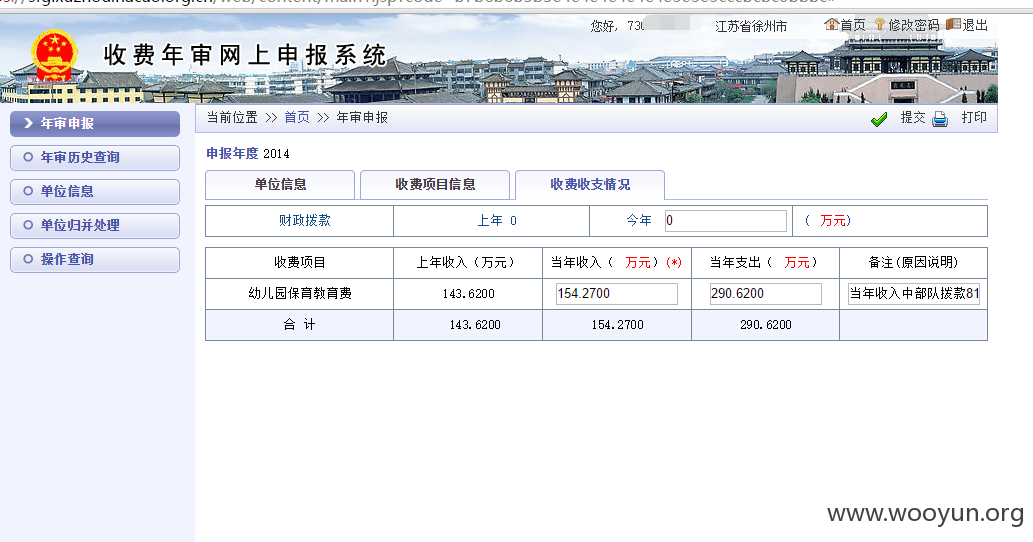 您好, 730
江苏省徐州市
首页 修改密码 退出
收费年审网上申报系统
年审申报
年审历史查询
单位信息
单位归并处理
操作查询
当前位置 >> 首页 >> 年审申报
提交 打印
申报年度 2014
单位信息 收费项目信息 收费收支情况
财政拨款 上年 0 今年 0 ( 万元)
收费项目 上年收入(万元) 当年收入( 万元)(*) 当年支出( 万元) 备注(原因说明)
幼儿园保育教育费 143.6200 154.2700 290.6200 当年收入中部队拨款81
合 计 143.6200 154.2700 290.6200
www.wooyun.org